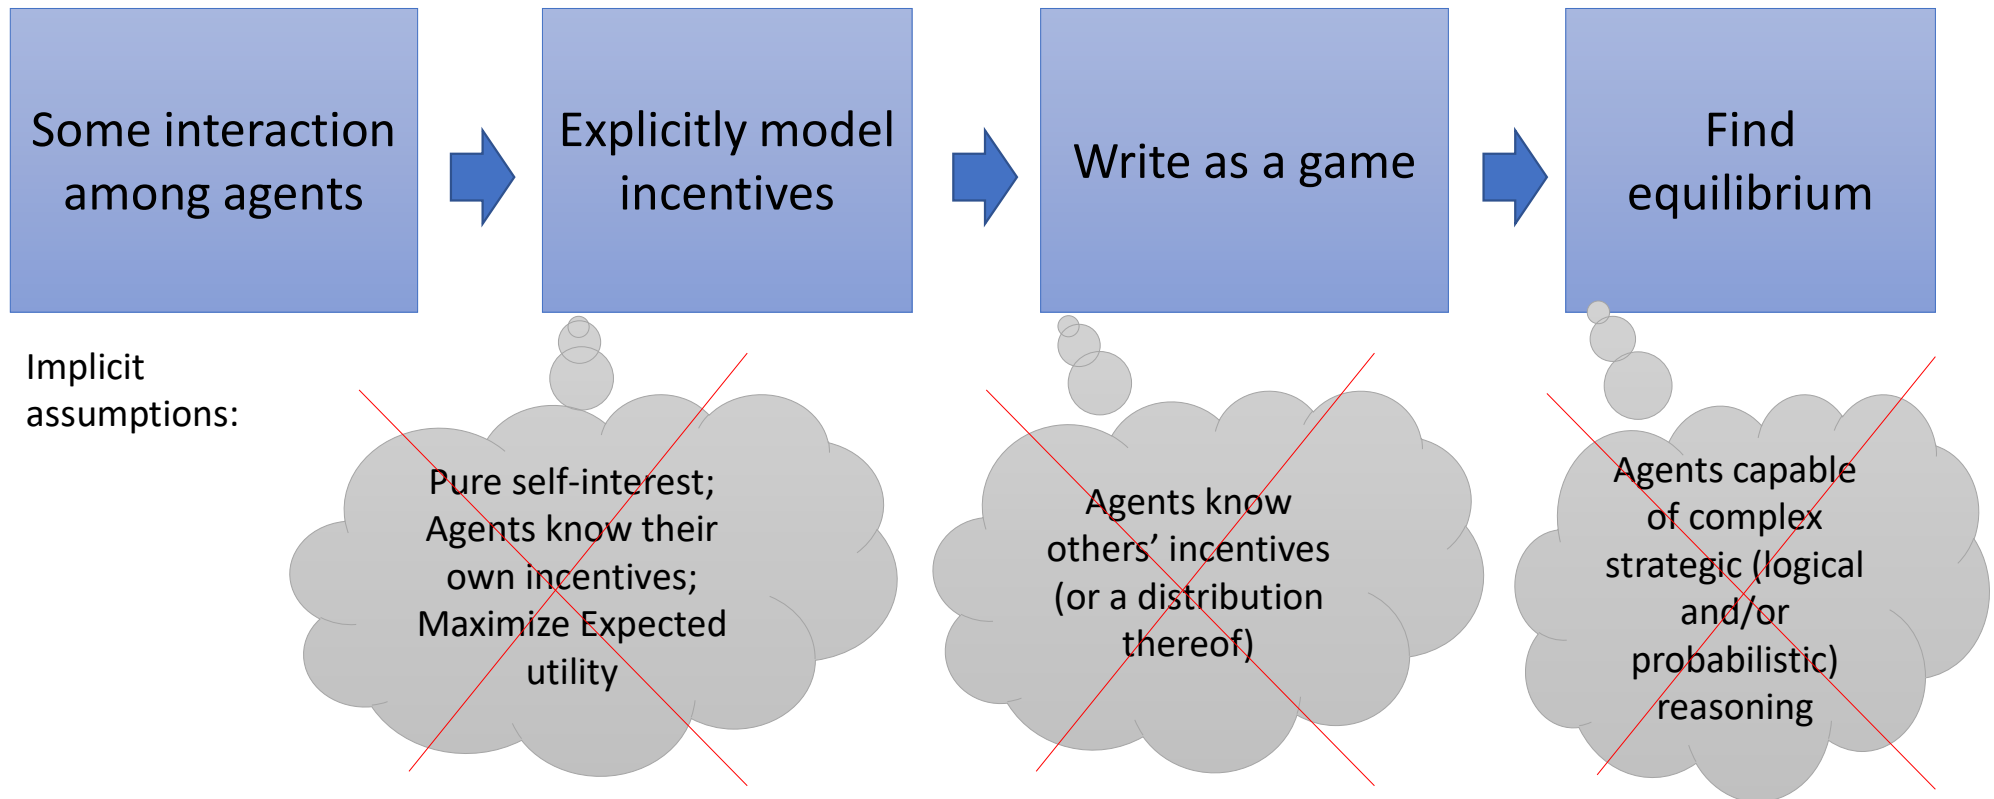 Some interaction
among agents
Explicitly model
incentives
Write as a game
Find
equilibrium
Implicit
assumptions:
Pure self-interest;
Agents know their
own incentives;
Maximize Expected
utility
Agents know
others’ incentives
(or a distribution
thereof)
Agents capable
of complex
strategic (logical
and/or
probabilistic)
reasoning